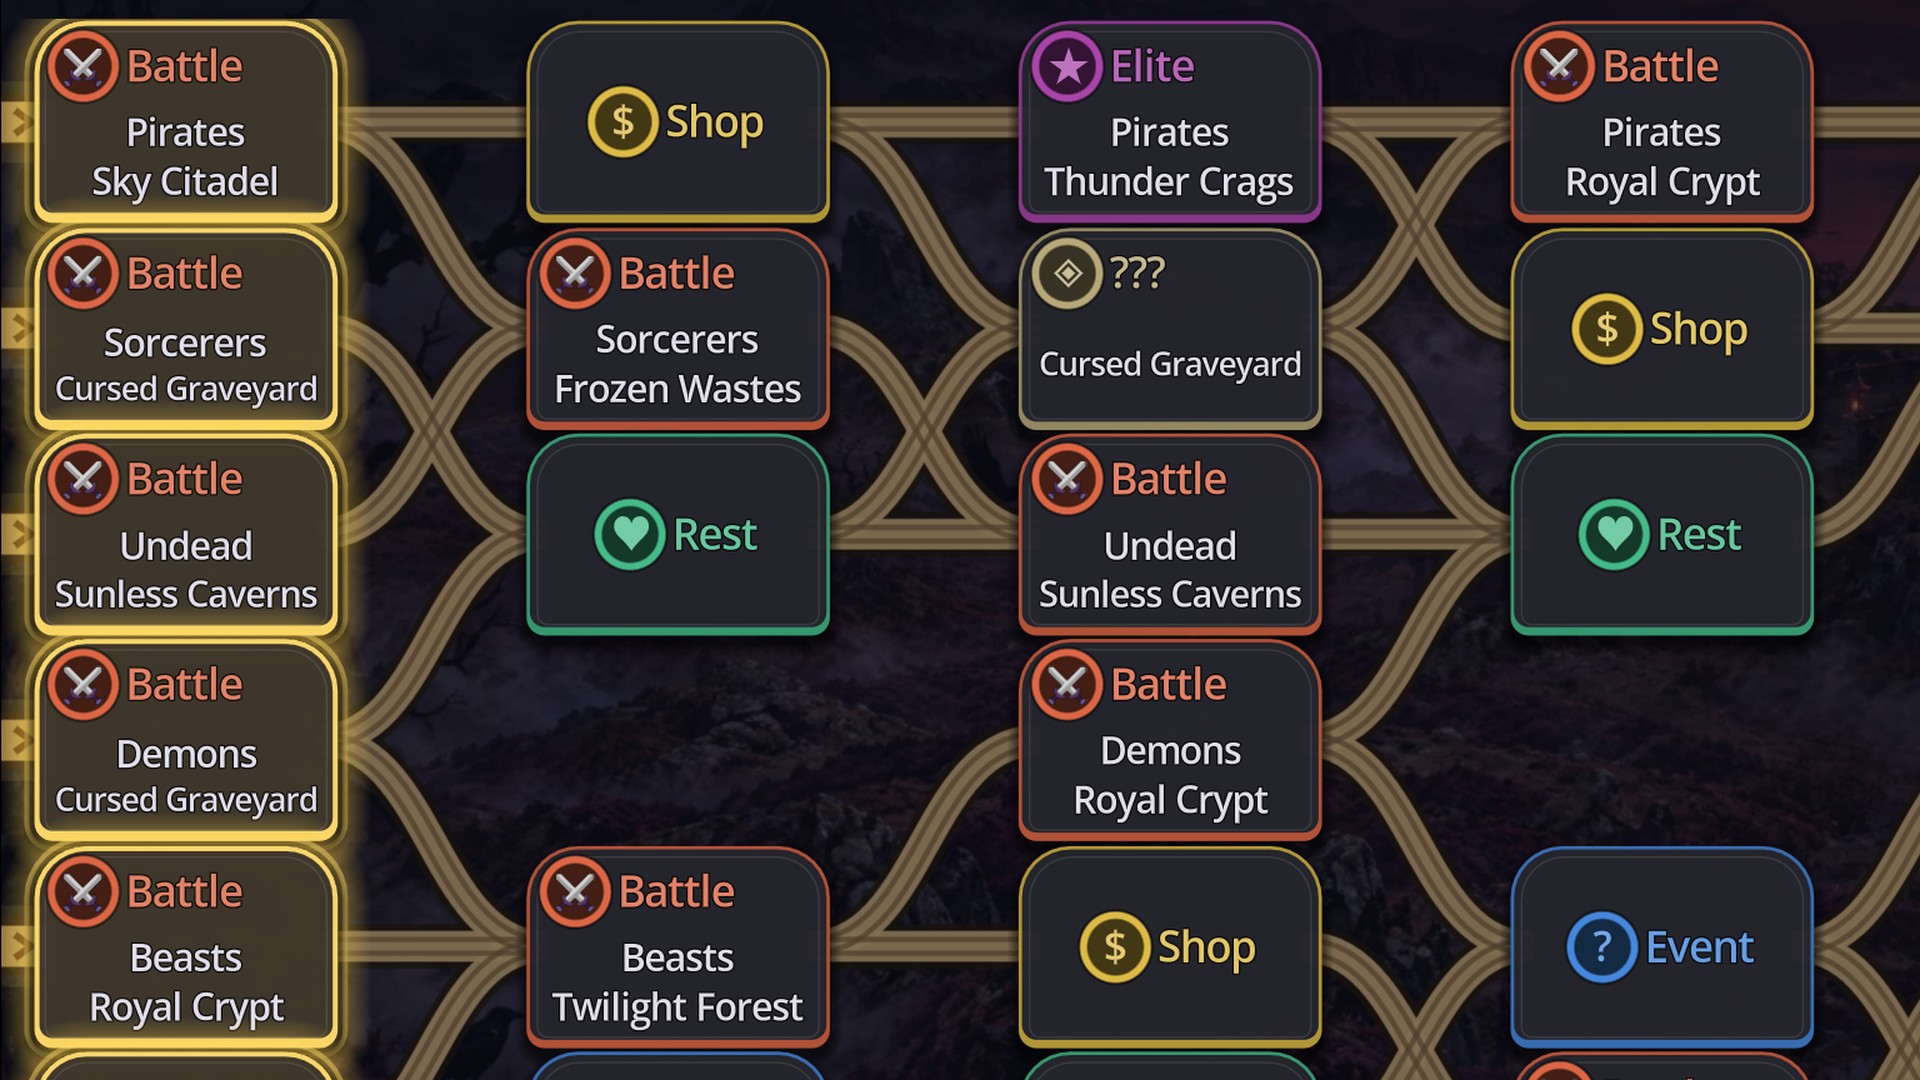 Battle
Pirates
Sky Citadel
$ Shop
Elite
Pirates
Thunder Crags
Battle
Pirates
Royal Crypt
Battle
Sorcerers
Cursed Graveyard
Battle
Sorcerers
Frozen Wastes
???
Cursed Graveyard
$ Shop
Battle
Undead
Sunless Caverns
Rest
Battle
Undead
Sunless Caverns
Rest
Battle
Demons
Cursed Graveyard
Battle
Demons
Royal Crypt
Battle
Beasts
Royal Crypt
Battle
Beasts
Twilight Forest
$ Shop
? Event